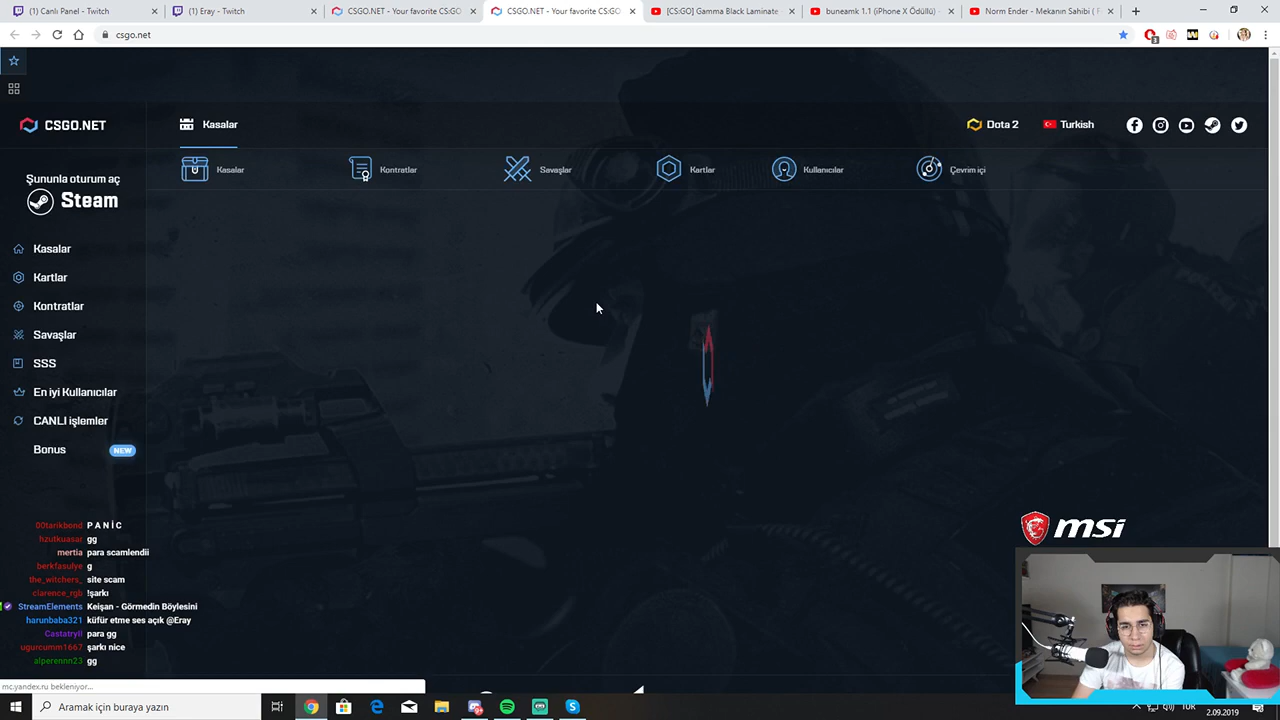 (1) Canlı Panel - Twitch
(1) Eray - Twitch
CSGO.NET - Your favorite CS:GO
CSGO.NET - Your favorite CS:GO
[CS:GO] Gamma Black Laminate
buneamk 1.1 (iPhone X Ödüllü) -
Norm Ender - Mekanın Sahibi (
csgo.net
3
CSGO.NET
Kasalar
Dota 2
Turkish
Kasalar
Kontratlar
Savaşlar
Kartlar
Kullanıcılar
Çevrim içi
Şununla oturum aç
Steam
Kasalar
Kartlar
Kontratlar
Savaşlar
SSS
En iyi Kullanıcılar
CANLI işlemler
Bonus
NEW
00tarikbond P A N İ C
hzutkuasar gg
mertia para scamlendii
berkfasulye g
the_witchers_ site scam
clarence_rgb !şarkı
StreamElements Keişan - Görmedin Böylesini
harunbaba321 küfür etme ses açık @Eray
Castatryll para gg
ugurcumm1667 şarkı nice
alperennn23 gg
msi
mc.yandex.ru bekleniyor...
Aramak için buraya yazın
TUR
2.09.2019